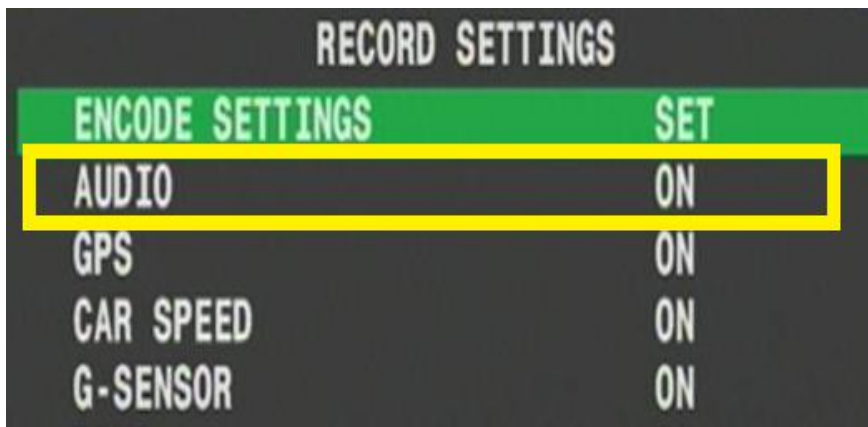 RECORD SETTINGS
ENCODE SETTINGS SET
AUDIO ON
GPS ON
CAR SPEED ON
G-SENSOR ON